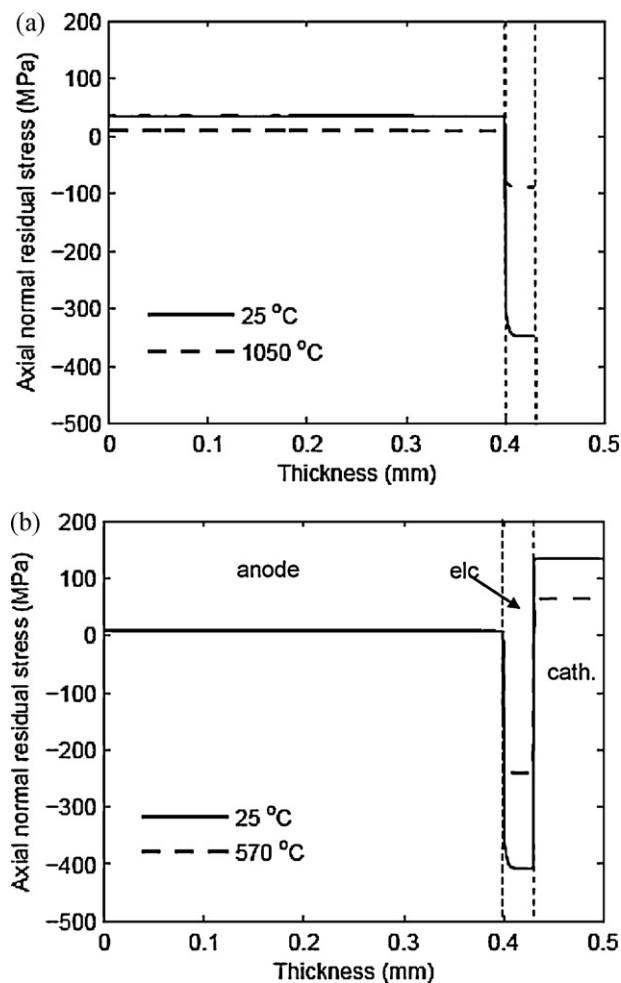 (a)
Axial normal residual stress (MPa)
200
100
0
−100
−200
−300
−400
−500
25 °C
1050 °C
0
0.1
0.2
0.3
0.4
0.5
Thickness (mm)
(b)
Axial normal residual stress (MPa)
200
100
0
−100
−200
−300
−400
−500
anode
elc
cath.
25 °C
570 °C
0
0.1
0.2
0.3
0.4
0.5
Thickness (mm)